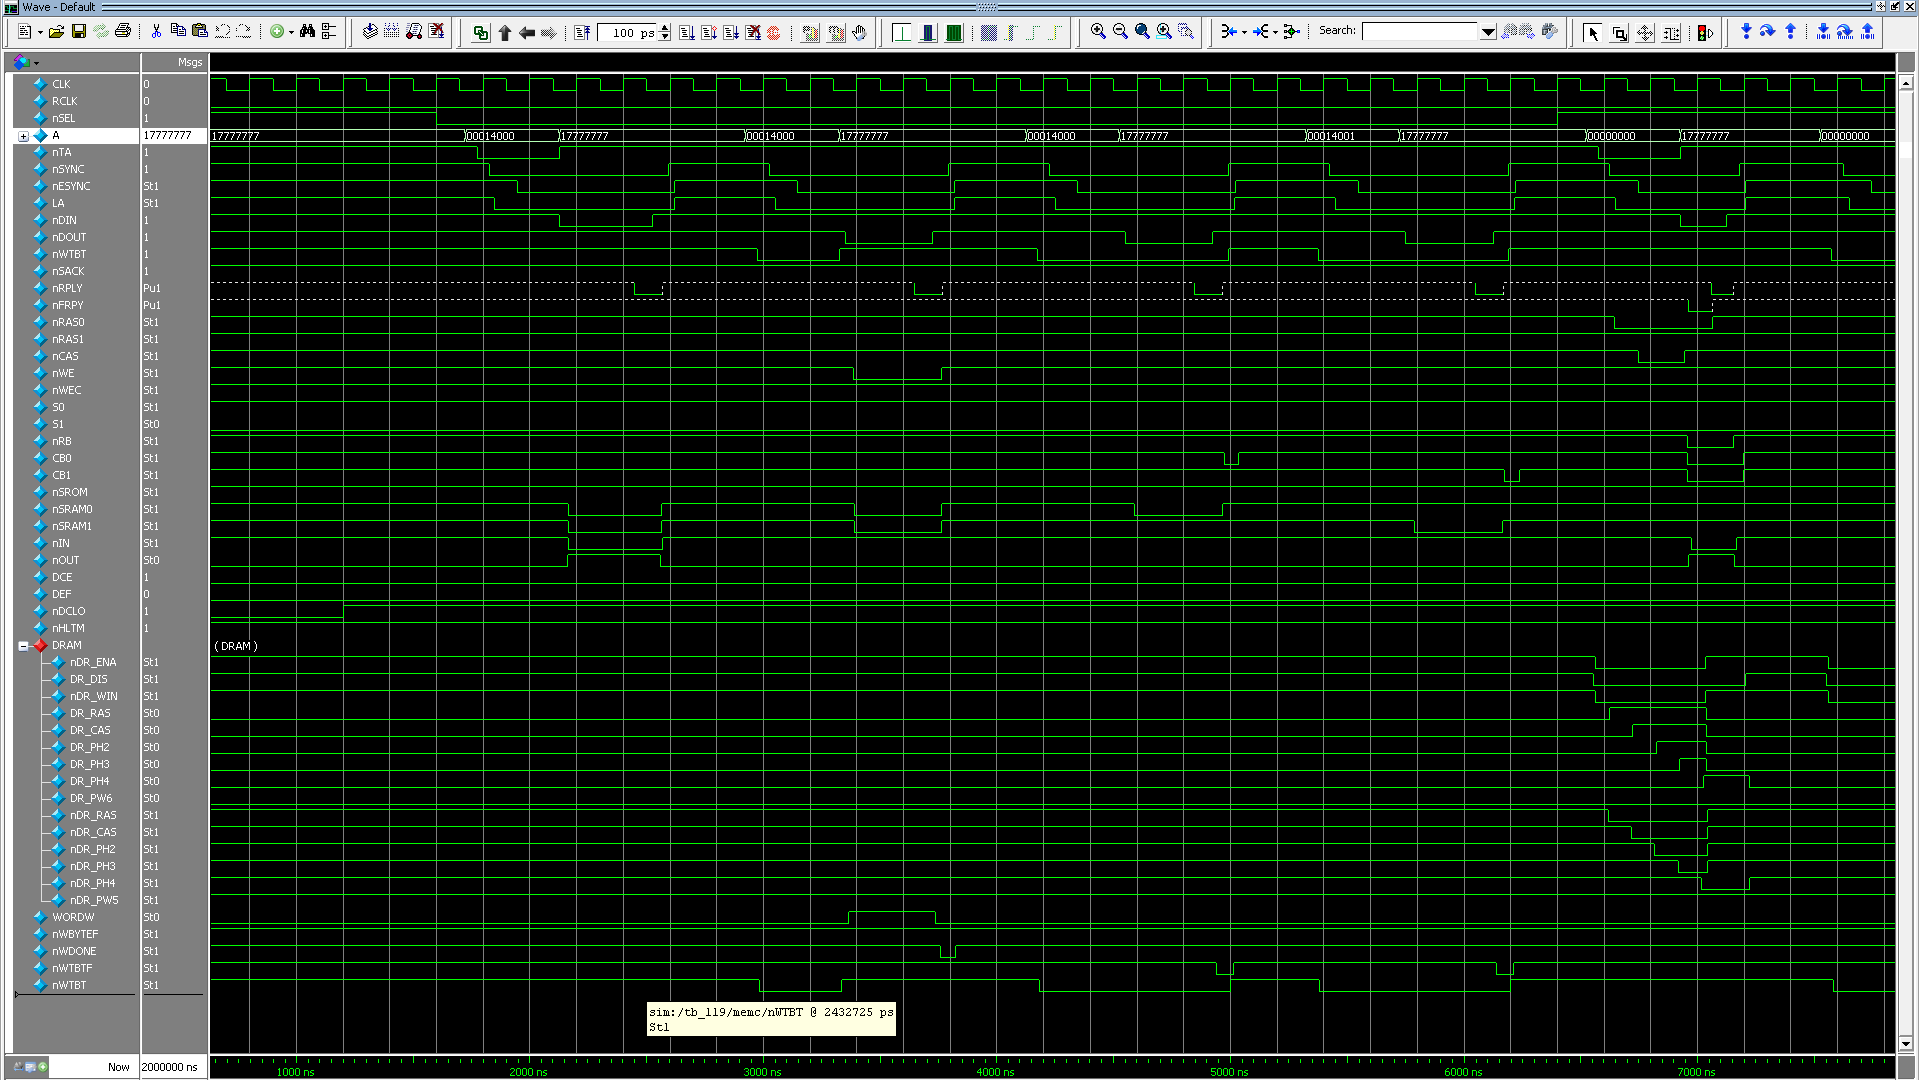 Wave - Default
100 ps
Search:
Msgs
CLK 0
RCLK 0
nSEL 1
A 17777777 17777777 00014000 17777777 00014000 17777777 00014000 17777777 00014001 17777777 00000000 17777777 00000000
nTA 1
nSYNC 1
nESYNC St1
LA St1
nDIN 1
nDOUT 1
nWTBT 1
nSACK 1
nRPLY Pu1
nFRPY Pu1
nRAS0 St1
nRAS1 St1
nCAS St1
nWE St1
nWEC St1
S0 St1
S1 St0
nRB St1
CB0 St1
CB1 St1
nSROM St1
nSRAM0 St1
nSRAM1 St1
nIN St1
nOUT St0
DCE 1
DEF 0
nDCLO 1
nHLTM 1
DRAM (DRAM)
nDR_ENA St1
DR_DIS St1
nDR_WIN St1
DR_RAS St0
DR_CAS St0
DR_PH2 St0
DR_PH3 St0
DR_PH4 St0
DR_PW6 St0
nDR_RAS St1
nDR_CAS St1
nDR_PH2 St1
nDR_PH3 St1
nDR_PH4 St1
nDR_PW5 St1
WORDW St0
nWBYTEF St1
nWDONE St1
nWTBTF St1
nWTBT St1
sim:/tb_119/memc/nWTBT @ 2432725 ps
St1
Now 2000000 ns 1000 ns 2000 ns 3000 ns 4000 ns 5000 ns 6000 ns 7000 ns